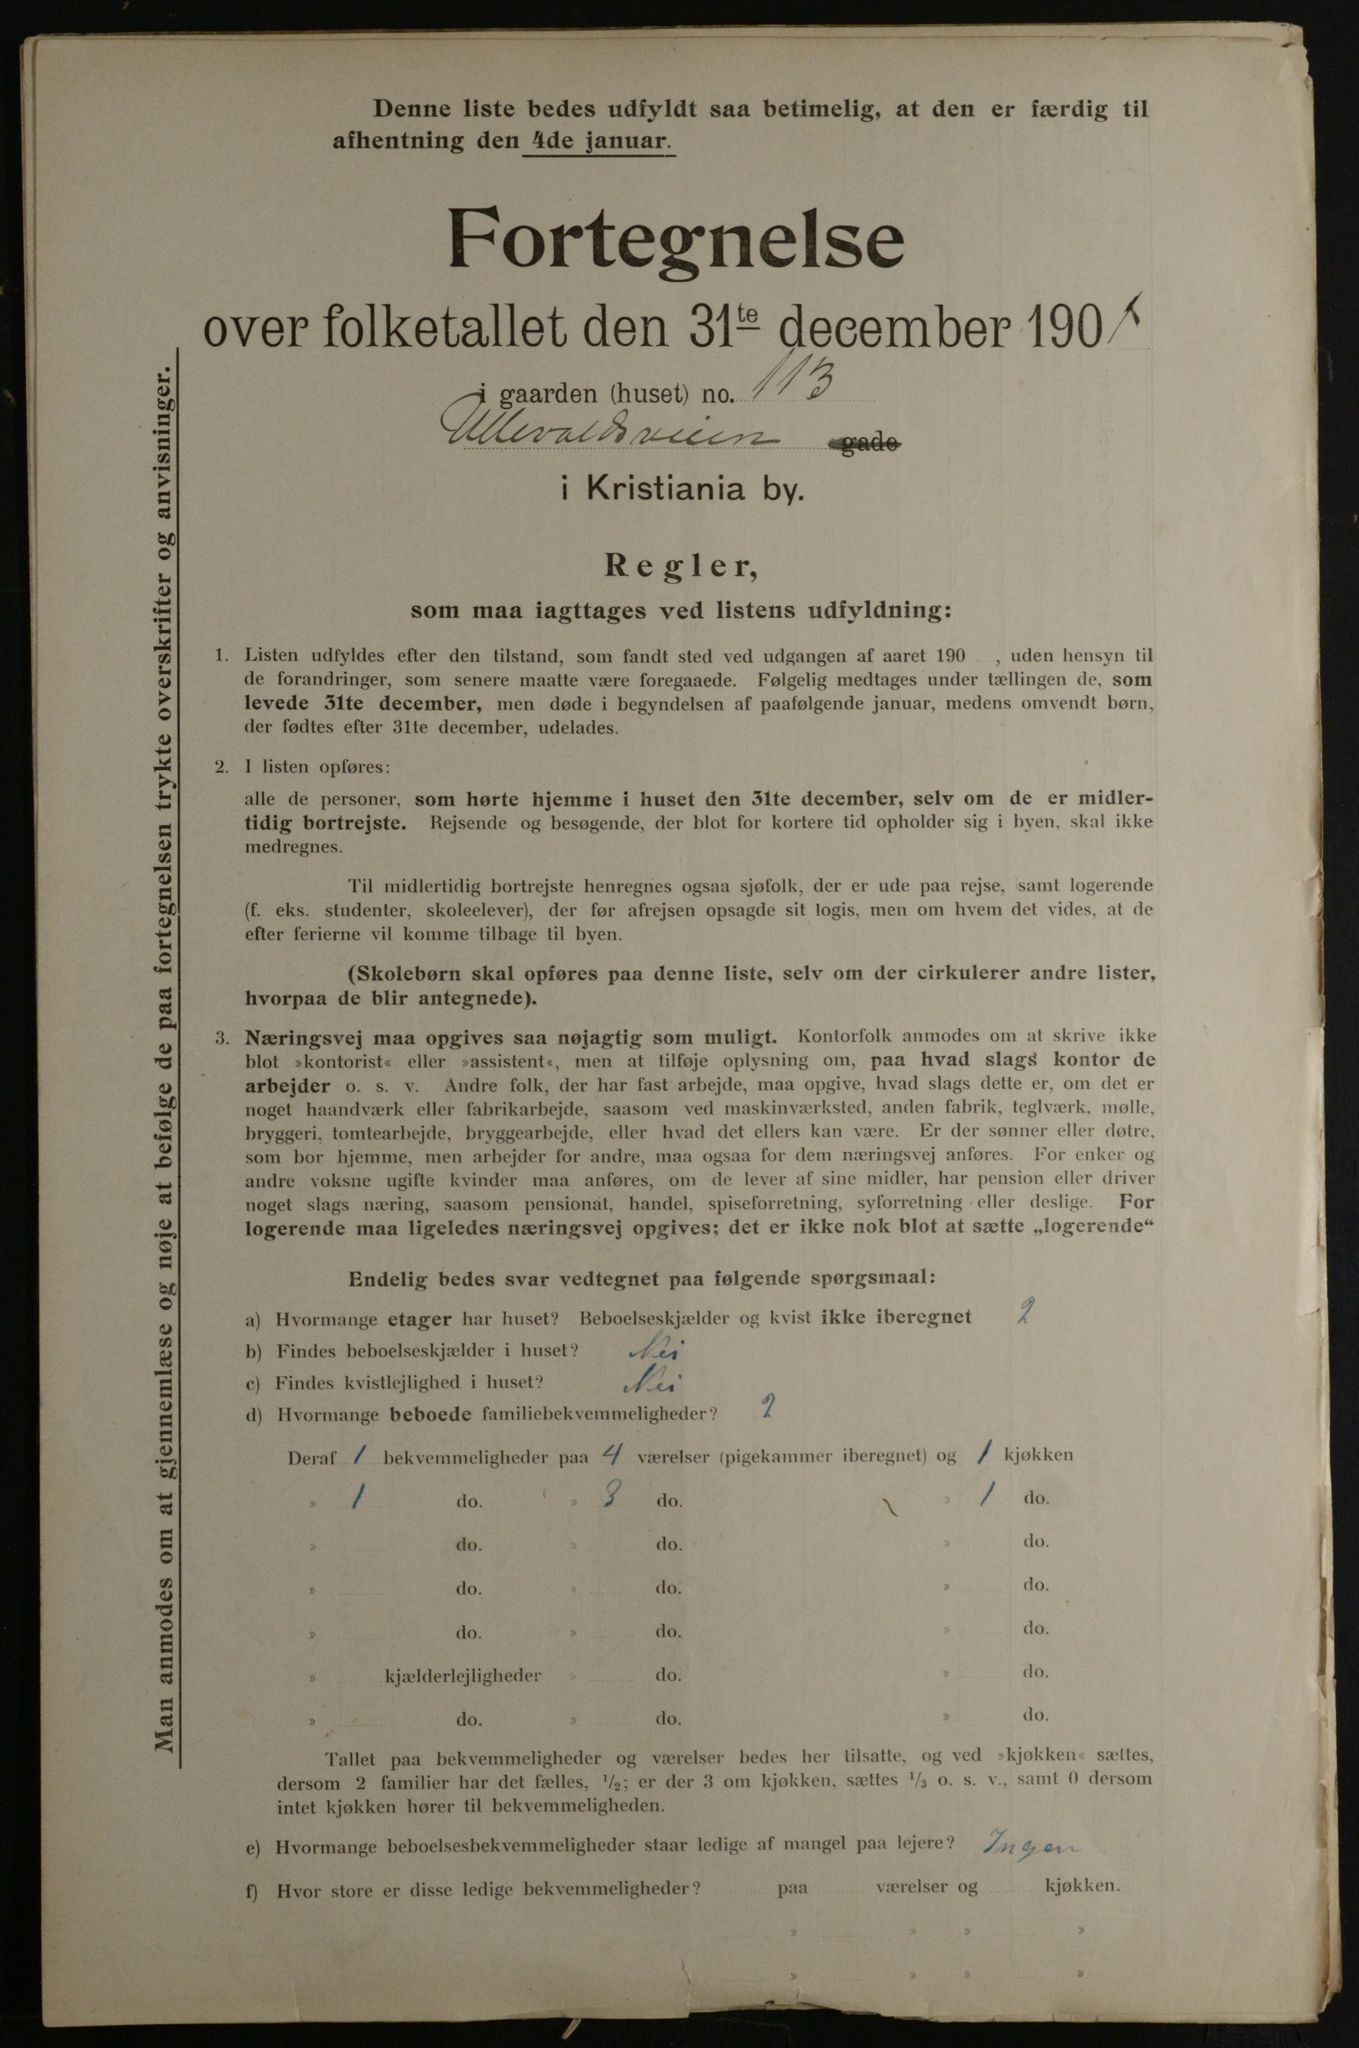 Denne liste bedes udfyldt saa betimelig, at den er færdig til
afhentning den 4de januar.
Fortegnelse
over folketallet den 31te december 1901
i gaarden (huset) no. 113
Ullevoldsveien gade
i Kristiania by.
Regler,
som maa iagttages ved listens udfyldning:
1. Listen udfyldes efter den tilstand, som fandt sted ved udgangen af aaret 190 , uden hensyn til
de forandringer, som senere maatte være foregaaede. Følgelig medtages under tællingen de, som
levede 31te december, men døde i begyndelsen af paafølgende januar, medens omvendt børn,
der fødtes efter 31te december, udelades.
2. I listen opføres:
alle de personer, som hørte hjemme i huset den 31te december, selv om de er midler-
tidig bortrejste. Rejsende og besøgende, der blot for kortere tid opholder sig i byen, skal ikke
medregnes.
Til midlertidig bortrejste henregnes ogsaa sjøfolk, der er ude paa rejse, samt logerende
(f. eks. studenter, skoleelever), der før afrejsen opsagde sit logis, men om hvem det vides, at de
efter ferierne vil komme tilbage til byen.
(Skolebørn skal opføres paa denne liste, selv om der cirkulerer andre lister,
hvorpaa de blir antegnede).
3. Næringsvej maa opgives saa nøjagtig som muligt. Kontorfolk anmodes om at skrive ikke
blot »kontorist« eller »assistent«, men at tilføje oplysning om, paa hvad slags kontor de
arbejder o. s. v. Andre folk, der har fast arbejde, maa opgive, hvad slags dette er, om det er
noget haandværk eller fabrikarbejde, saasom ved maskinværksted, anden fabrik, teglværk, mølle,
bryggeri, tomtearbejde, bryggearbejde, eller hvad det ellers kan være. Er der sønner eller døtre,
som bor hjemme, men arbejder for andre, maa ogsaa for dem næringsvej anføres. For enker og
andre voksne ugifte kvinder maa anføres, om de lever af sine midler, har pension eller driver
noget slags næring, saasom pensionat, handel, spiseforretning, syforretning eller deslige. For
logerende maa ligeledes næringsvej opgives; det er ikke nok blot at sætte „logerende“
Endelig bedes svar vedtegnet paa følgende spørgsmaal:
a) Hvormange etager har huset? Beboelseskjælder og kvist ikke iberegnet 2
b) Findes beboelseskjælder i huset? Nei
c) Findes kvistlejlighed i huset? Nei
d) Hvormange beboede familiebekvemmeligheder? 2
Deraf 1 bekvemmeligheder paa 4 værelser (pigekammer iberegnet) og 1 kjøkken
» 1 do. » 3 do. » 1 do.
» do. » do. » do.
» do. » do. » do.
» do. » do. » do.
» kjælderlejligheder » do. » do.
» do. » do. » do.
Tallet paa bekvemmeligheder og værelser bedes her tilsatte, og ved »kjøkken« sættes,
dersom 2 familier har det fælles, 1/2; er der 3 om kjøkken, sættes 1/3 o. s. v., samt 0 dersom
intet kjøkken hører til bekvemmeligheden.
e) Hvormange beboelsesbekvemmeligheder staar ledige af mangel paa lejere? Ingen
f) Hvor store er disse ledige bekvemmeligheder? paa værelser og kjøkken.
» » » »
» » » »
Man anmodes om at gjennemlæse og nøje at befølge de paa fortegnelsen trykte overskrifter og anvisninger.